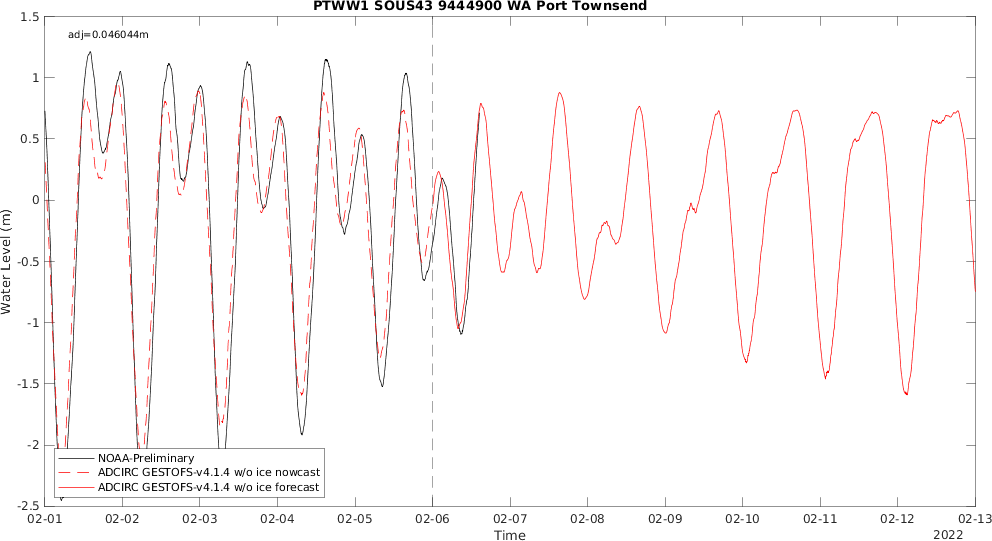 PTWW1 SOUS43 9444900 WA Port Townsend
adj=0.046044m
1.5
1
0.5
0
-0.5
-1
-1.5
-2
-2.5
Water Level (m)
NOAA-Preliminary
ADCIRC GESTOFS-v4.1.4 w/o ice nowcast
ADCIRC GESTOFS-v4.1.4 w/o ice forecast
02-01 02-02 02-03 02-04 02-05 02-06 02-07 02-08 02-09 02-10 02-11 02-12 02-13
Time
2022